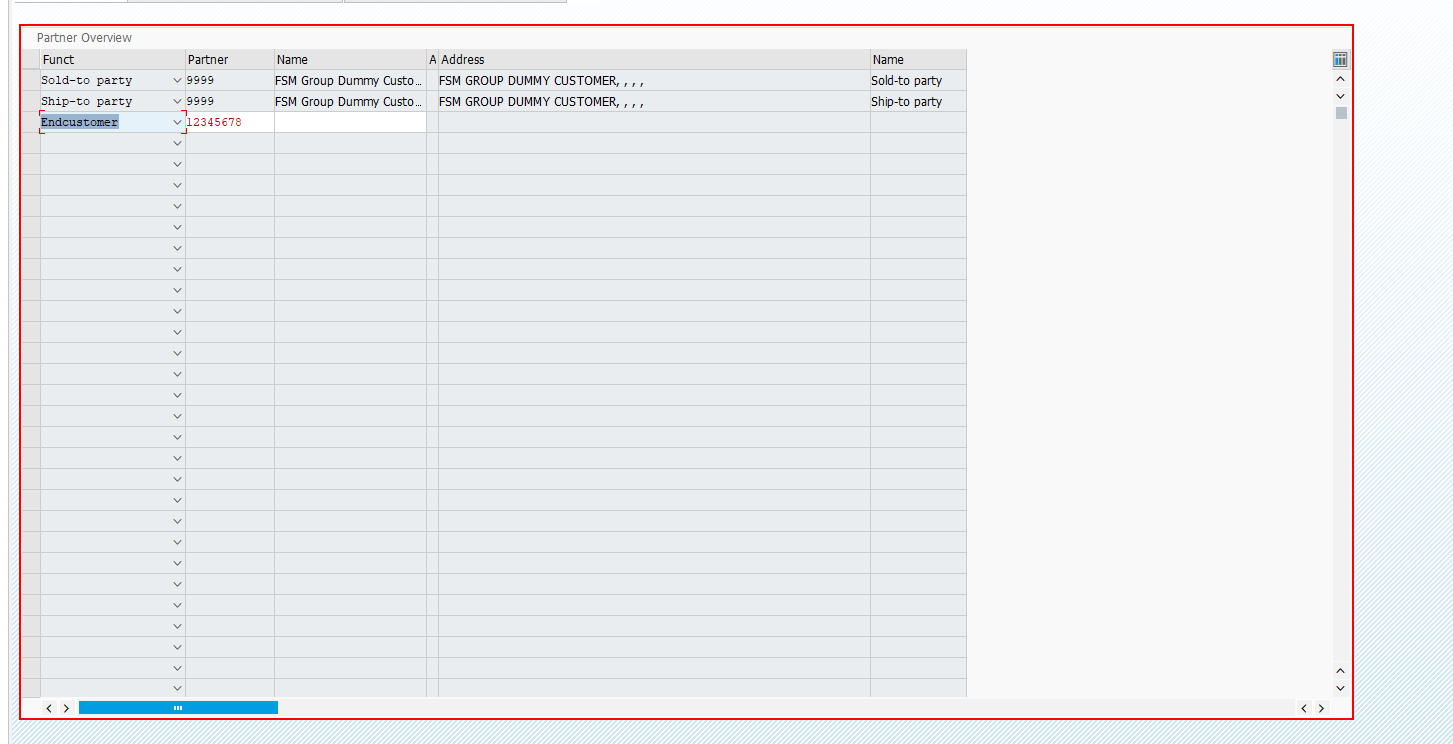 Partner Overview
Funct Partner Name A Address Name
Sold-to party 9999 FSM Group Dummy Custo... FSM GROUP DUMMY CUSTOMER, , , , Sold-to party
Ship-to party 9999 FSM Group Dummy Custo... FSM GROUP DUMMY CUSTOMER, , , , Ship-to party
Endcustomer 12345678